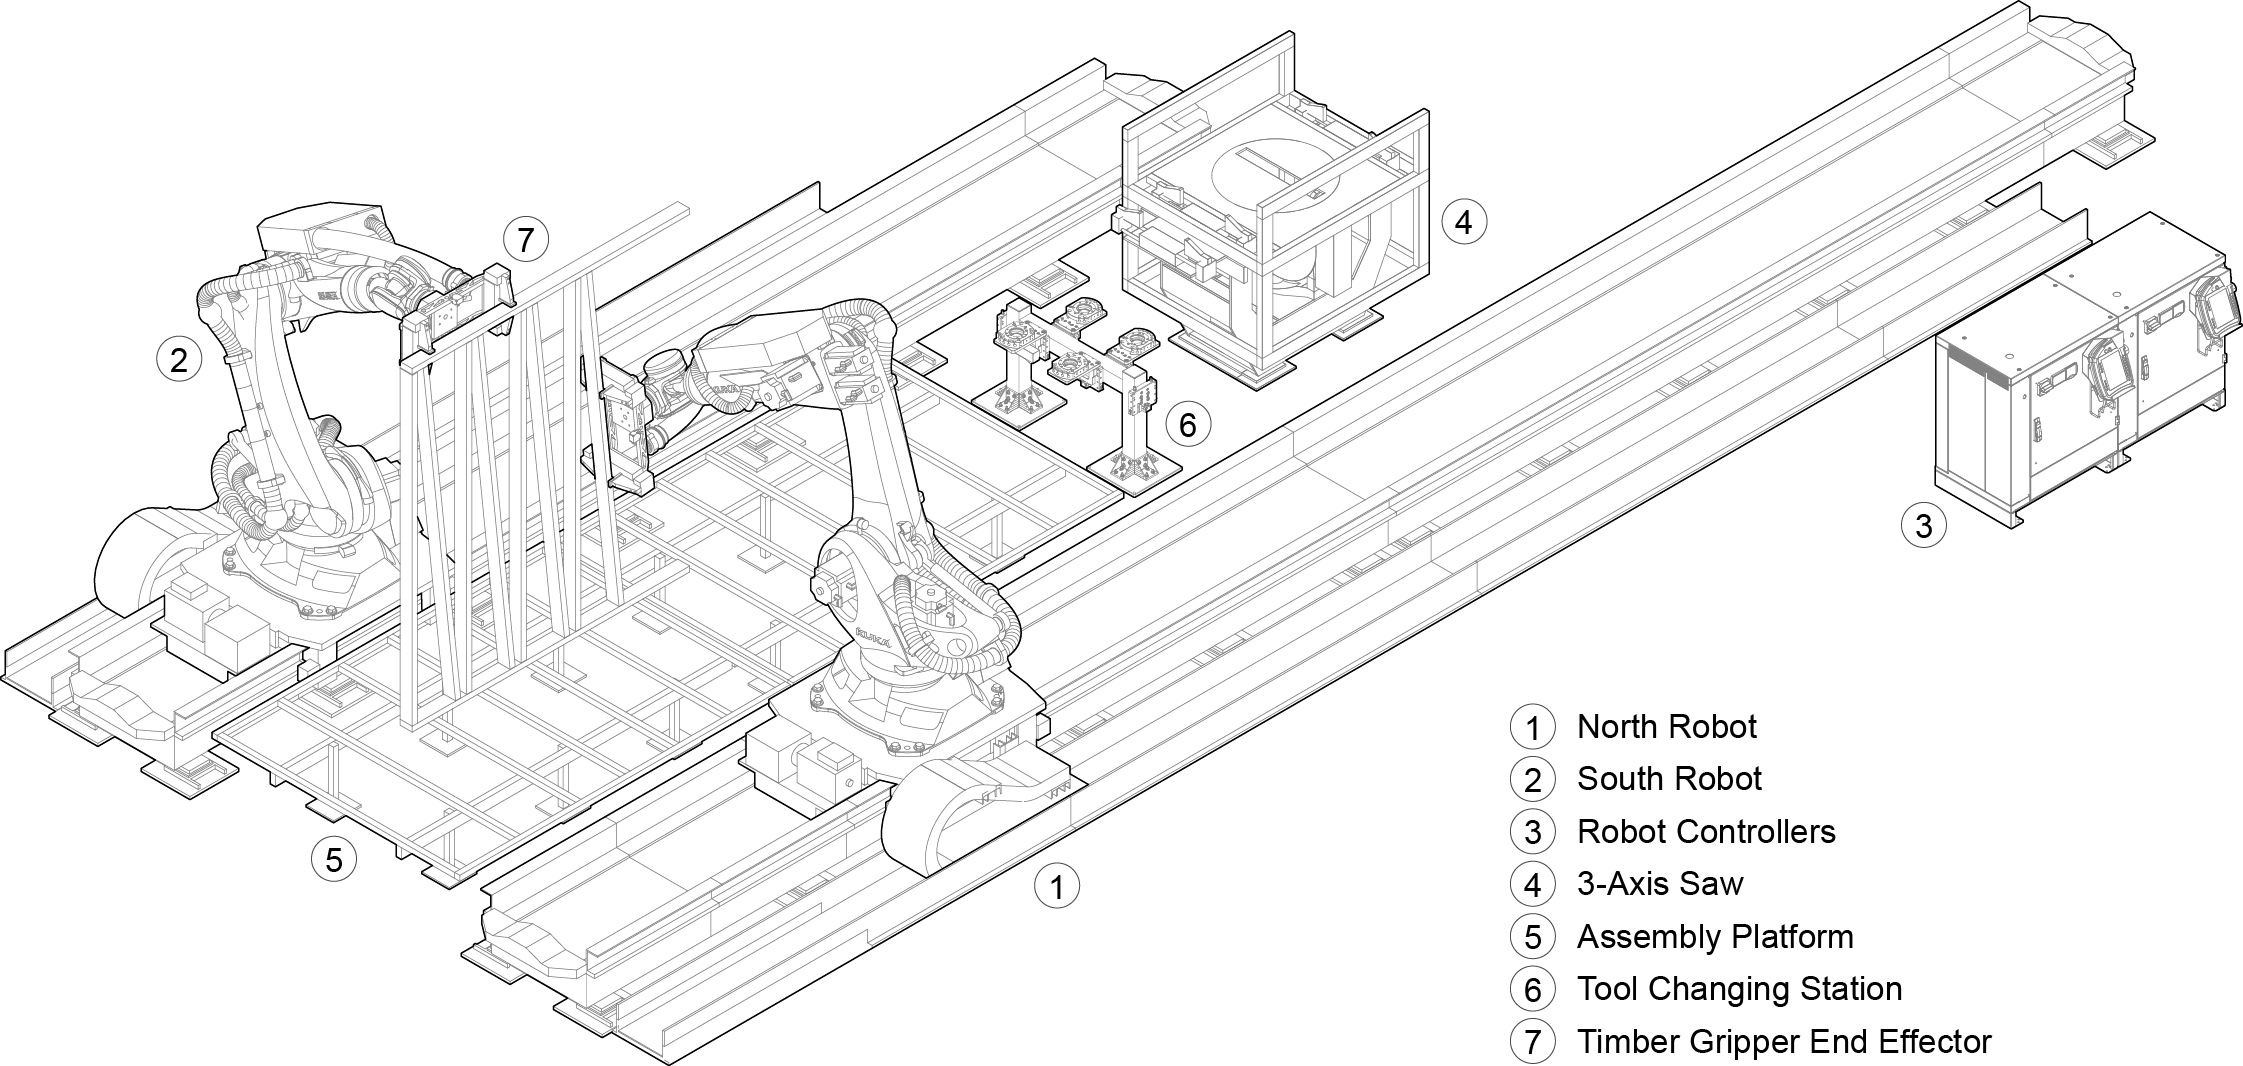 7
4
2
6
3
KUKA
KUKA
5
1
1 North Robot
2 South Robot
3 Robot Controllers
4 3-Axis Saw
5 Assembly Platform
6 Tool Changing Station
7 Timber Gripper End Effector